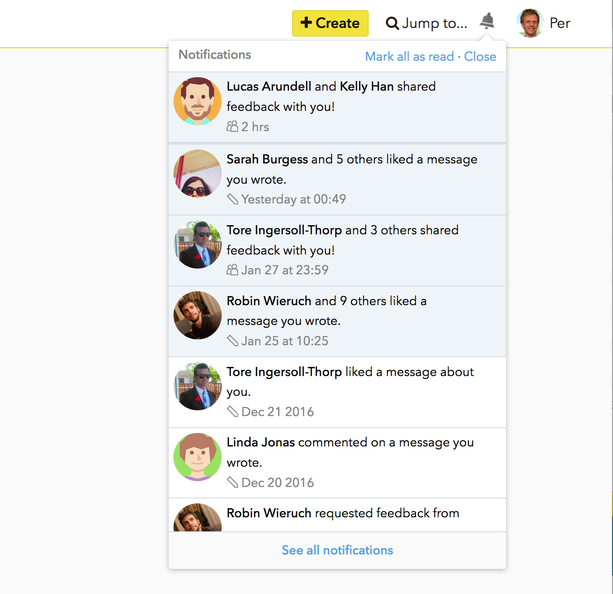 + Create Jump to... Per
Notifications Mark all as read · Close
Lucas Arundell and Kelly Han shared
feedback with you!
2 hrs
Sarah Burgess and 5 others liked a message
you wrote.
Yesterday at 00:49
Tore Ingersoll-Thorp and 3 others shared
feedback with you!
Jan 27 at 23:59
Robin Wieruch and 9 others liked a
message you wrote.
Jan 25 at 10:25
Tore Ingersoll-Thorp liked a message about
you.
Dec 21 2016
Linda Jonas commented on a message you
wrote.
Dec 20 2016
Robin Wieruch requested feedback from
See all notifications